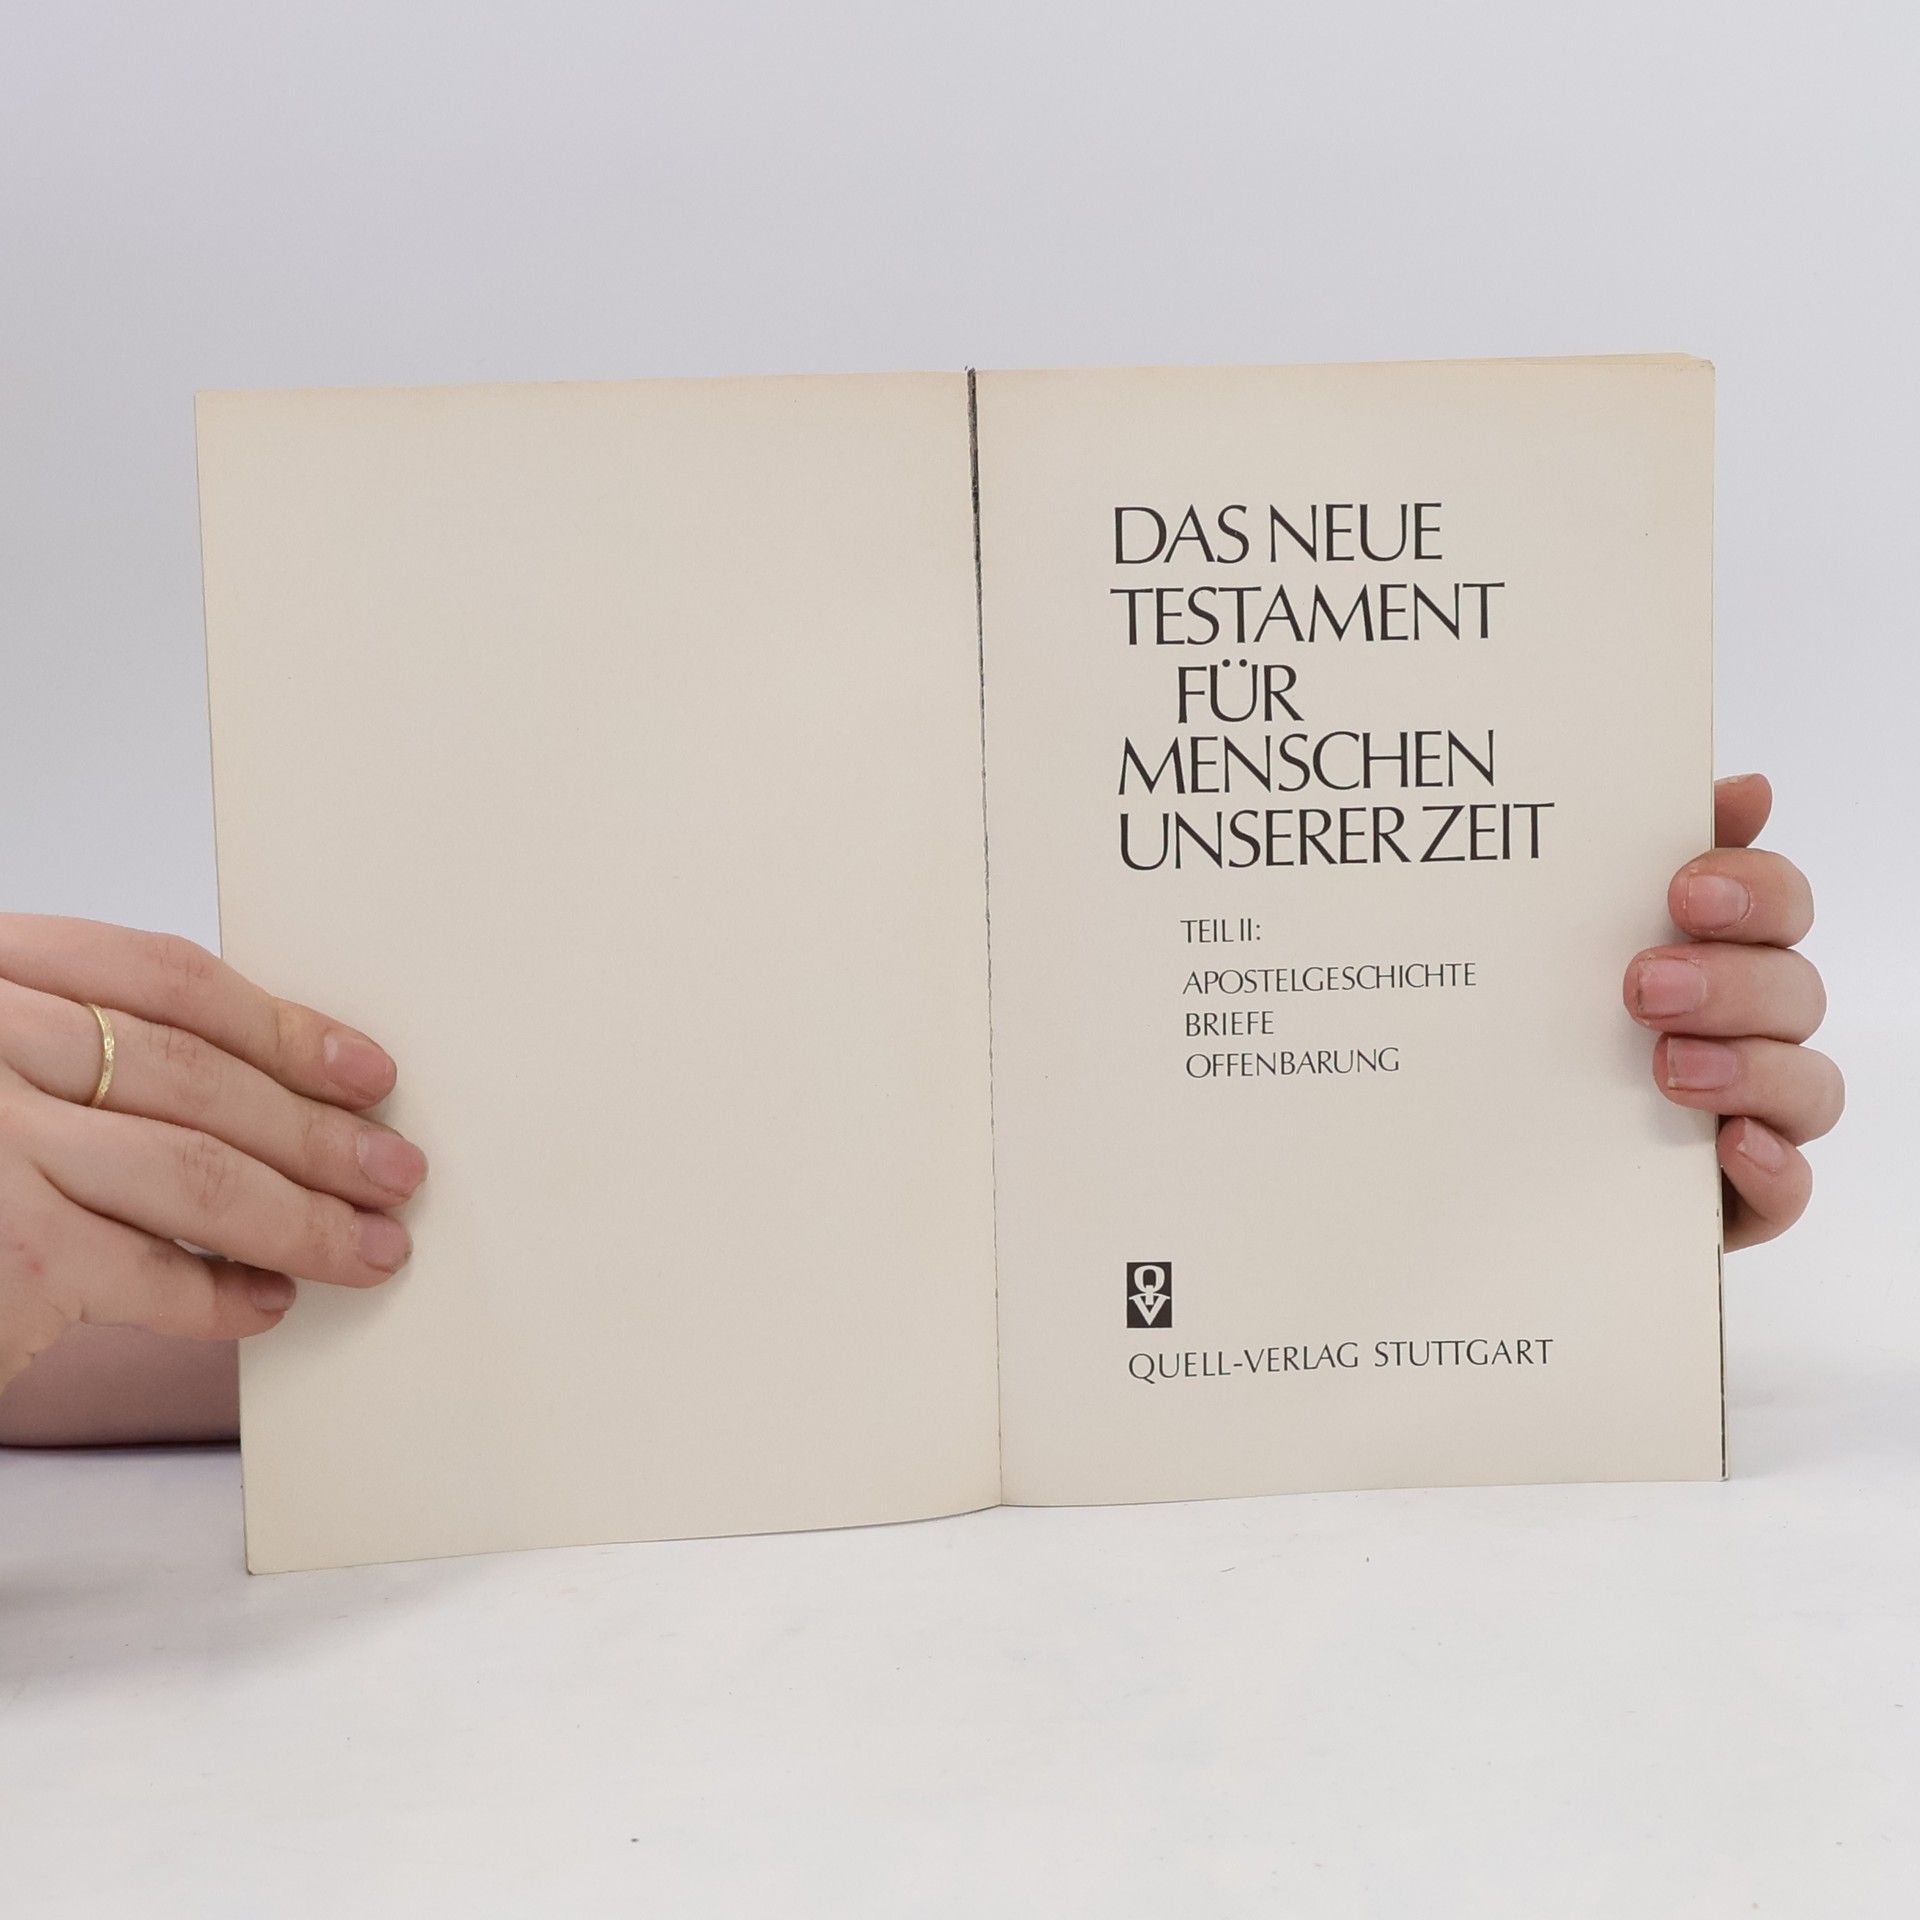 DAS NEUE
TESTAMENT
FÜR
MENSCHEN
UNSERER ZEIT
TEIL II:
APOSTELGESCHICHTE
BRIEFE
OFFENBARUNG
QV
QUELL-VERLAG STUTTGART